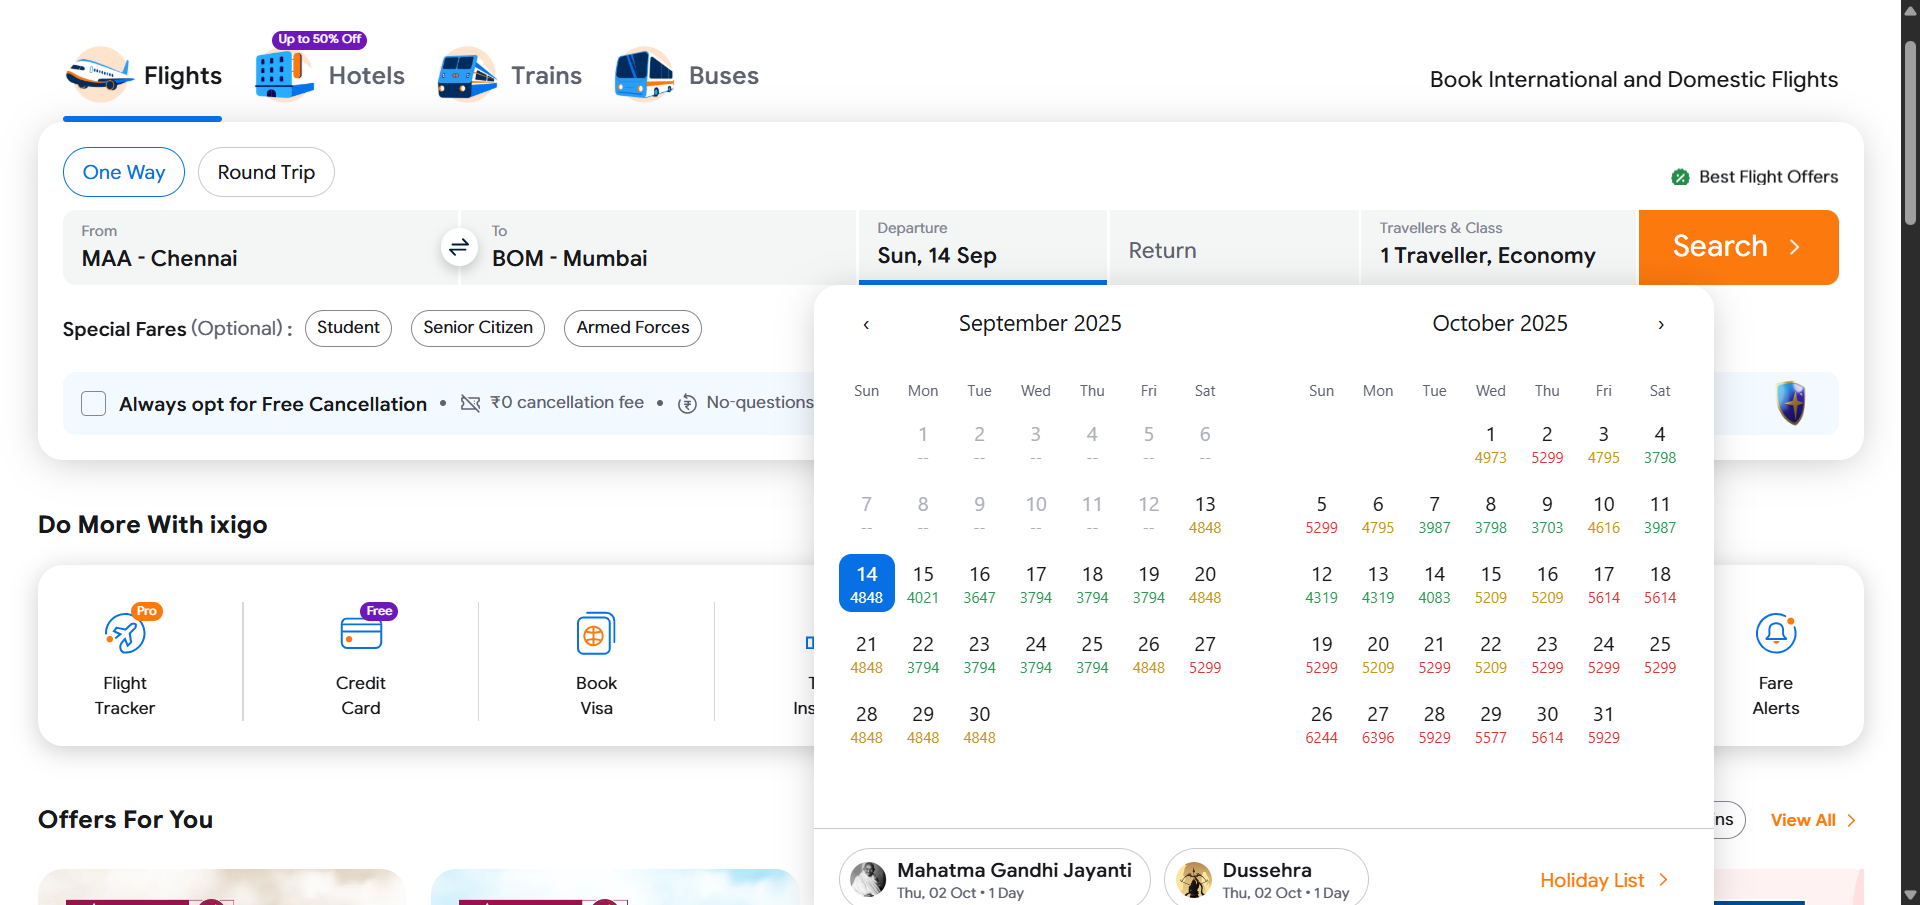 Up to 50% Off
Flights
Hotels
Trains
Buses
Book International and Domestic Flights
One Way
Round Trip
Best Flight Offers
From
MAA - Chennai
To
BOM - Mumbai
Departure
Sun, 14 Sep
Return
Travellers & Class
1 Traveller, Economy
Search
Special Fares (Optional) :
Student
Senior Citizen
Armed Forces
Always opt for Free Cancellation • ₹0 cancellation fee • No-questions
September 2025
Sun Mon Tue Wed Thu Fri Sat
1 2 3 4 5 6
-- -- -- -- -- --
7 8 9 10 11 12 13
-- -- -- -- -- -- 4848
14 15 16 17 18 19 20
4848 4021 3647 3794 3794 3794 4848
21 22 23 24 25 26 27
4848 3794 3794 3794 3794 4848 5299
28 29 30
4848 4848 4848
October 2025
Sun Mon Tue Wed Thu Fri Sat
1 2 3 4
4973 5299 4795 3798
5 6 7 8 9 10 11
5299 4795 3987 3798 3703 4616 3987
12 13 14 15 16 17 18
4319 4319 4083 5209 5209 5614 5614
19 20 21 22 23 24 25
5299 5209 5299 5209 5299 5299 5299
26 27 28 29 30 31
6244 6396 5929 5577 5614 5929
Mahatma Gandhi Jayanti
Thu, 02 Oct • 1 Day
Dussehra
Thu, 02 Oct • 1 Day
Holiday List
Do More With ixigo
Pro
Flight
Tracker
Free
Credit
Card
Book
Visa
Fare
Alerts
Offers For You
View All